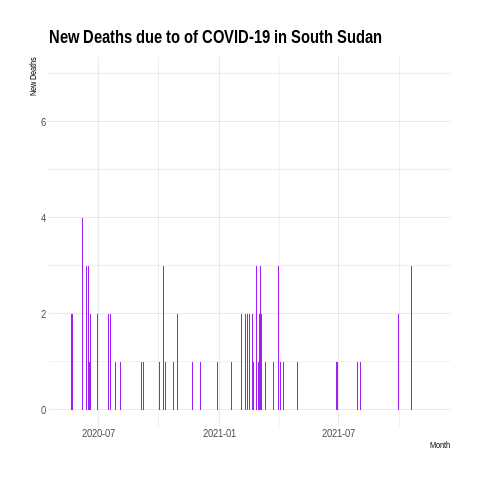 New Deaths due to of COVID-19 in South Sudan
New Deaths
6
4
2
0
2020-07 2021-01 2021-07
Month